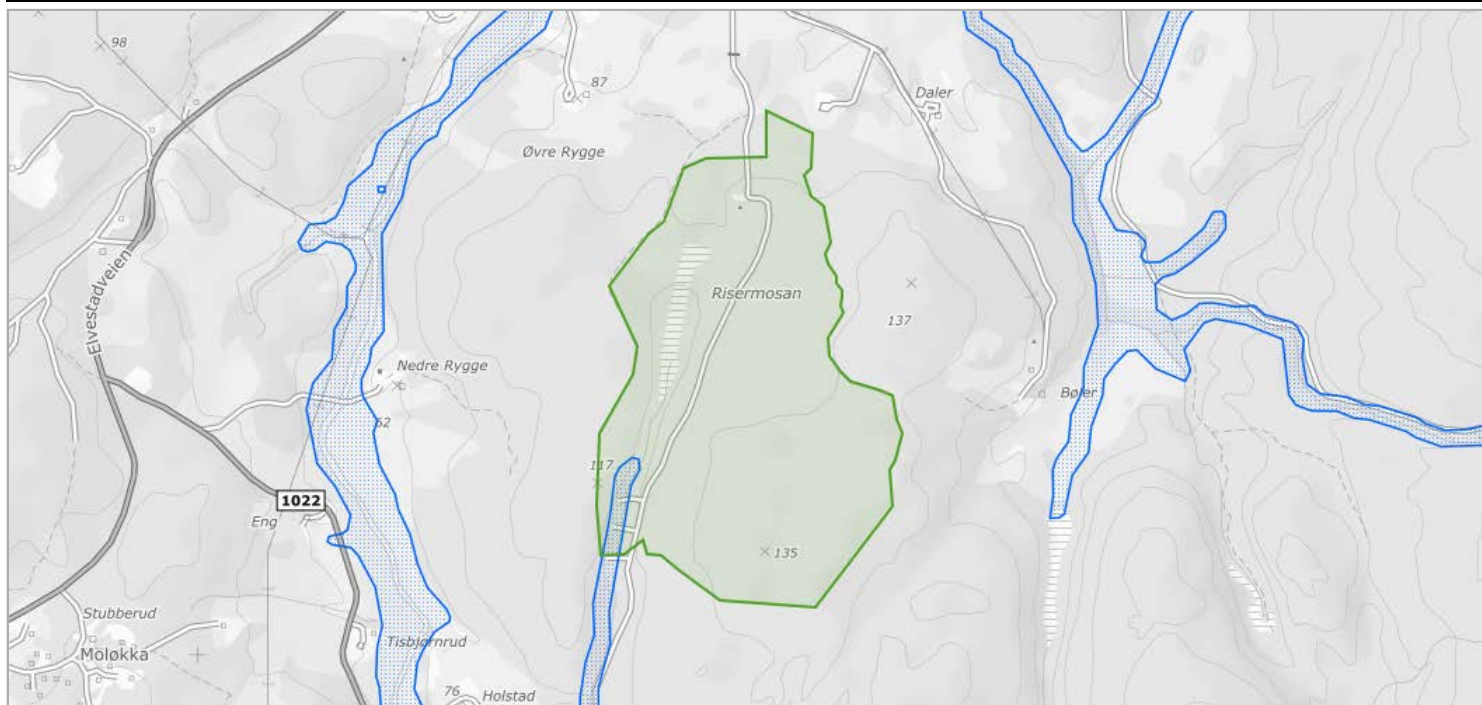 98
87
Daler
Øvre Rygge
Elvestadveien
Risermosan
137
Nedre Rygge
Bøler
62
117
1022
Eng
135
Stubberud
Tisbjørnrud
Moløkka
76
Holstad